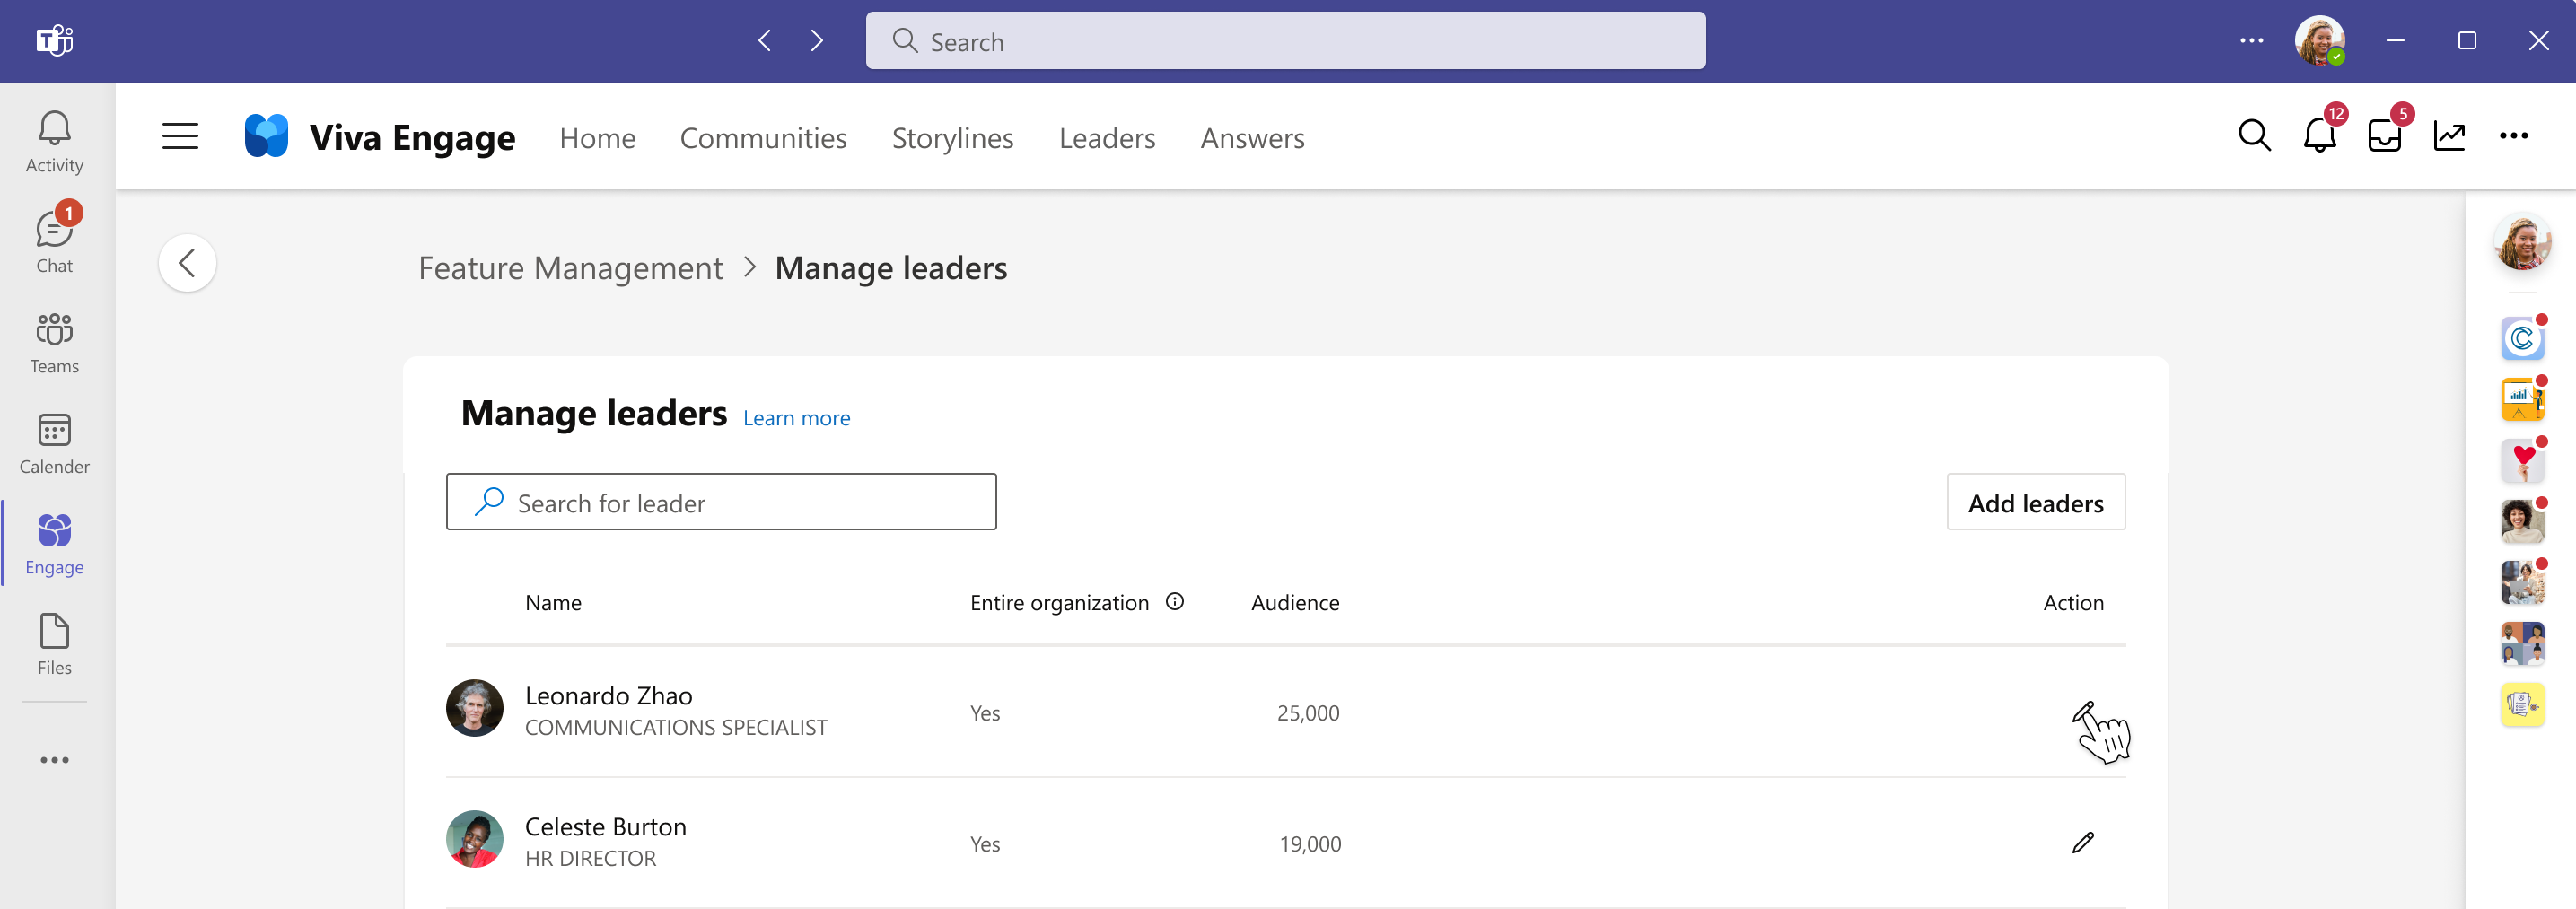 Search
Activity
1
Chat
Teams
Calender
Engage
Files
Viva Engage
Home
Communities
Storylines
Leaders
Answers
12
5
Feature Management > Manage leaders
Manage leaders
Learn more
Search for leader
Add leaders
Name
Entire organization
Audience
Action
Leonardo Zhao
COMMUNICATIONS SPECIALIST
Yes
25,000
Celeste Burton
HR DIRECTOR
Yes
19,000